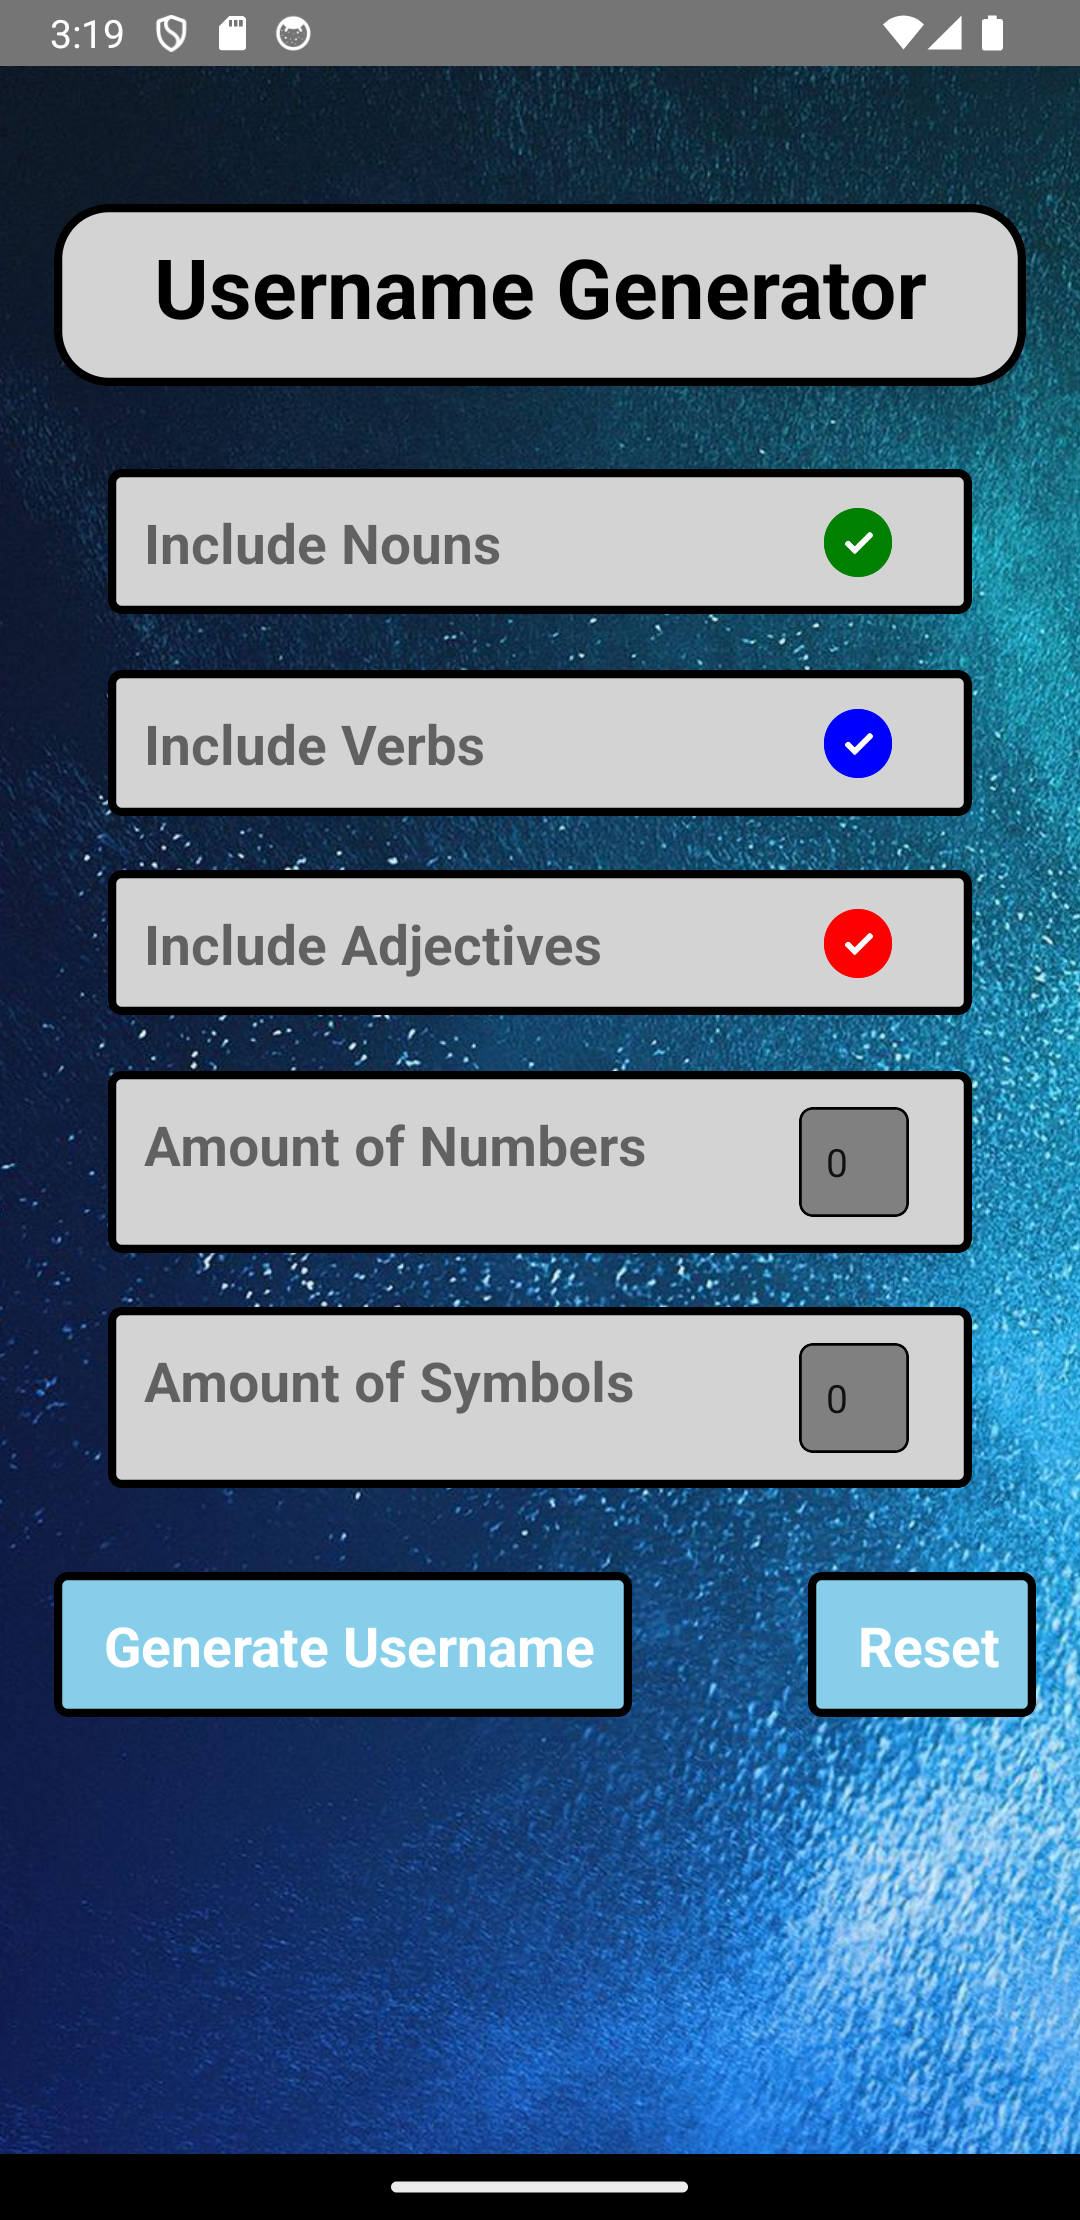 3:19
Username Generator
Include Nouns
Include Verbs
Include Adjectives
Amount of Numbers
0
Amount of Symbols
0
Generate Username
Reset